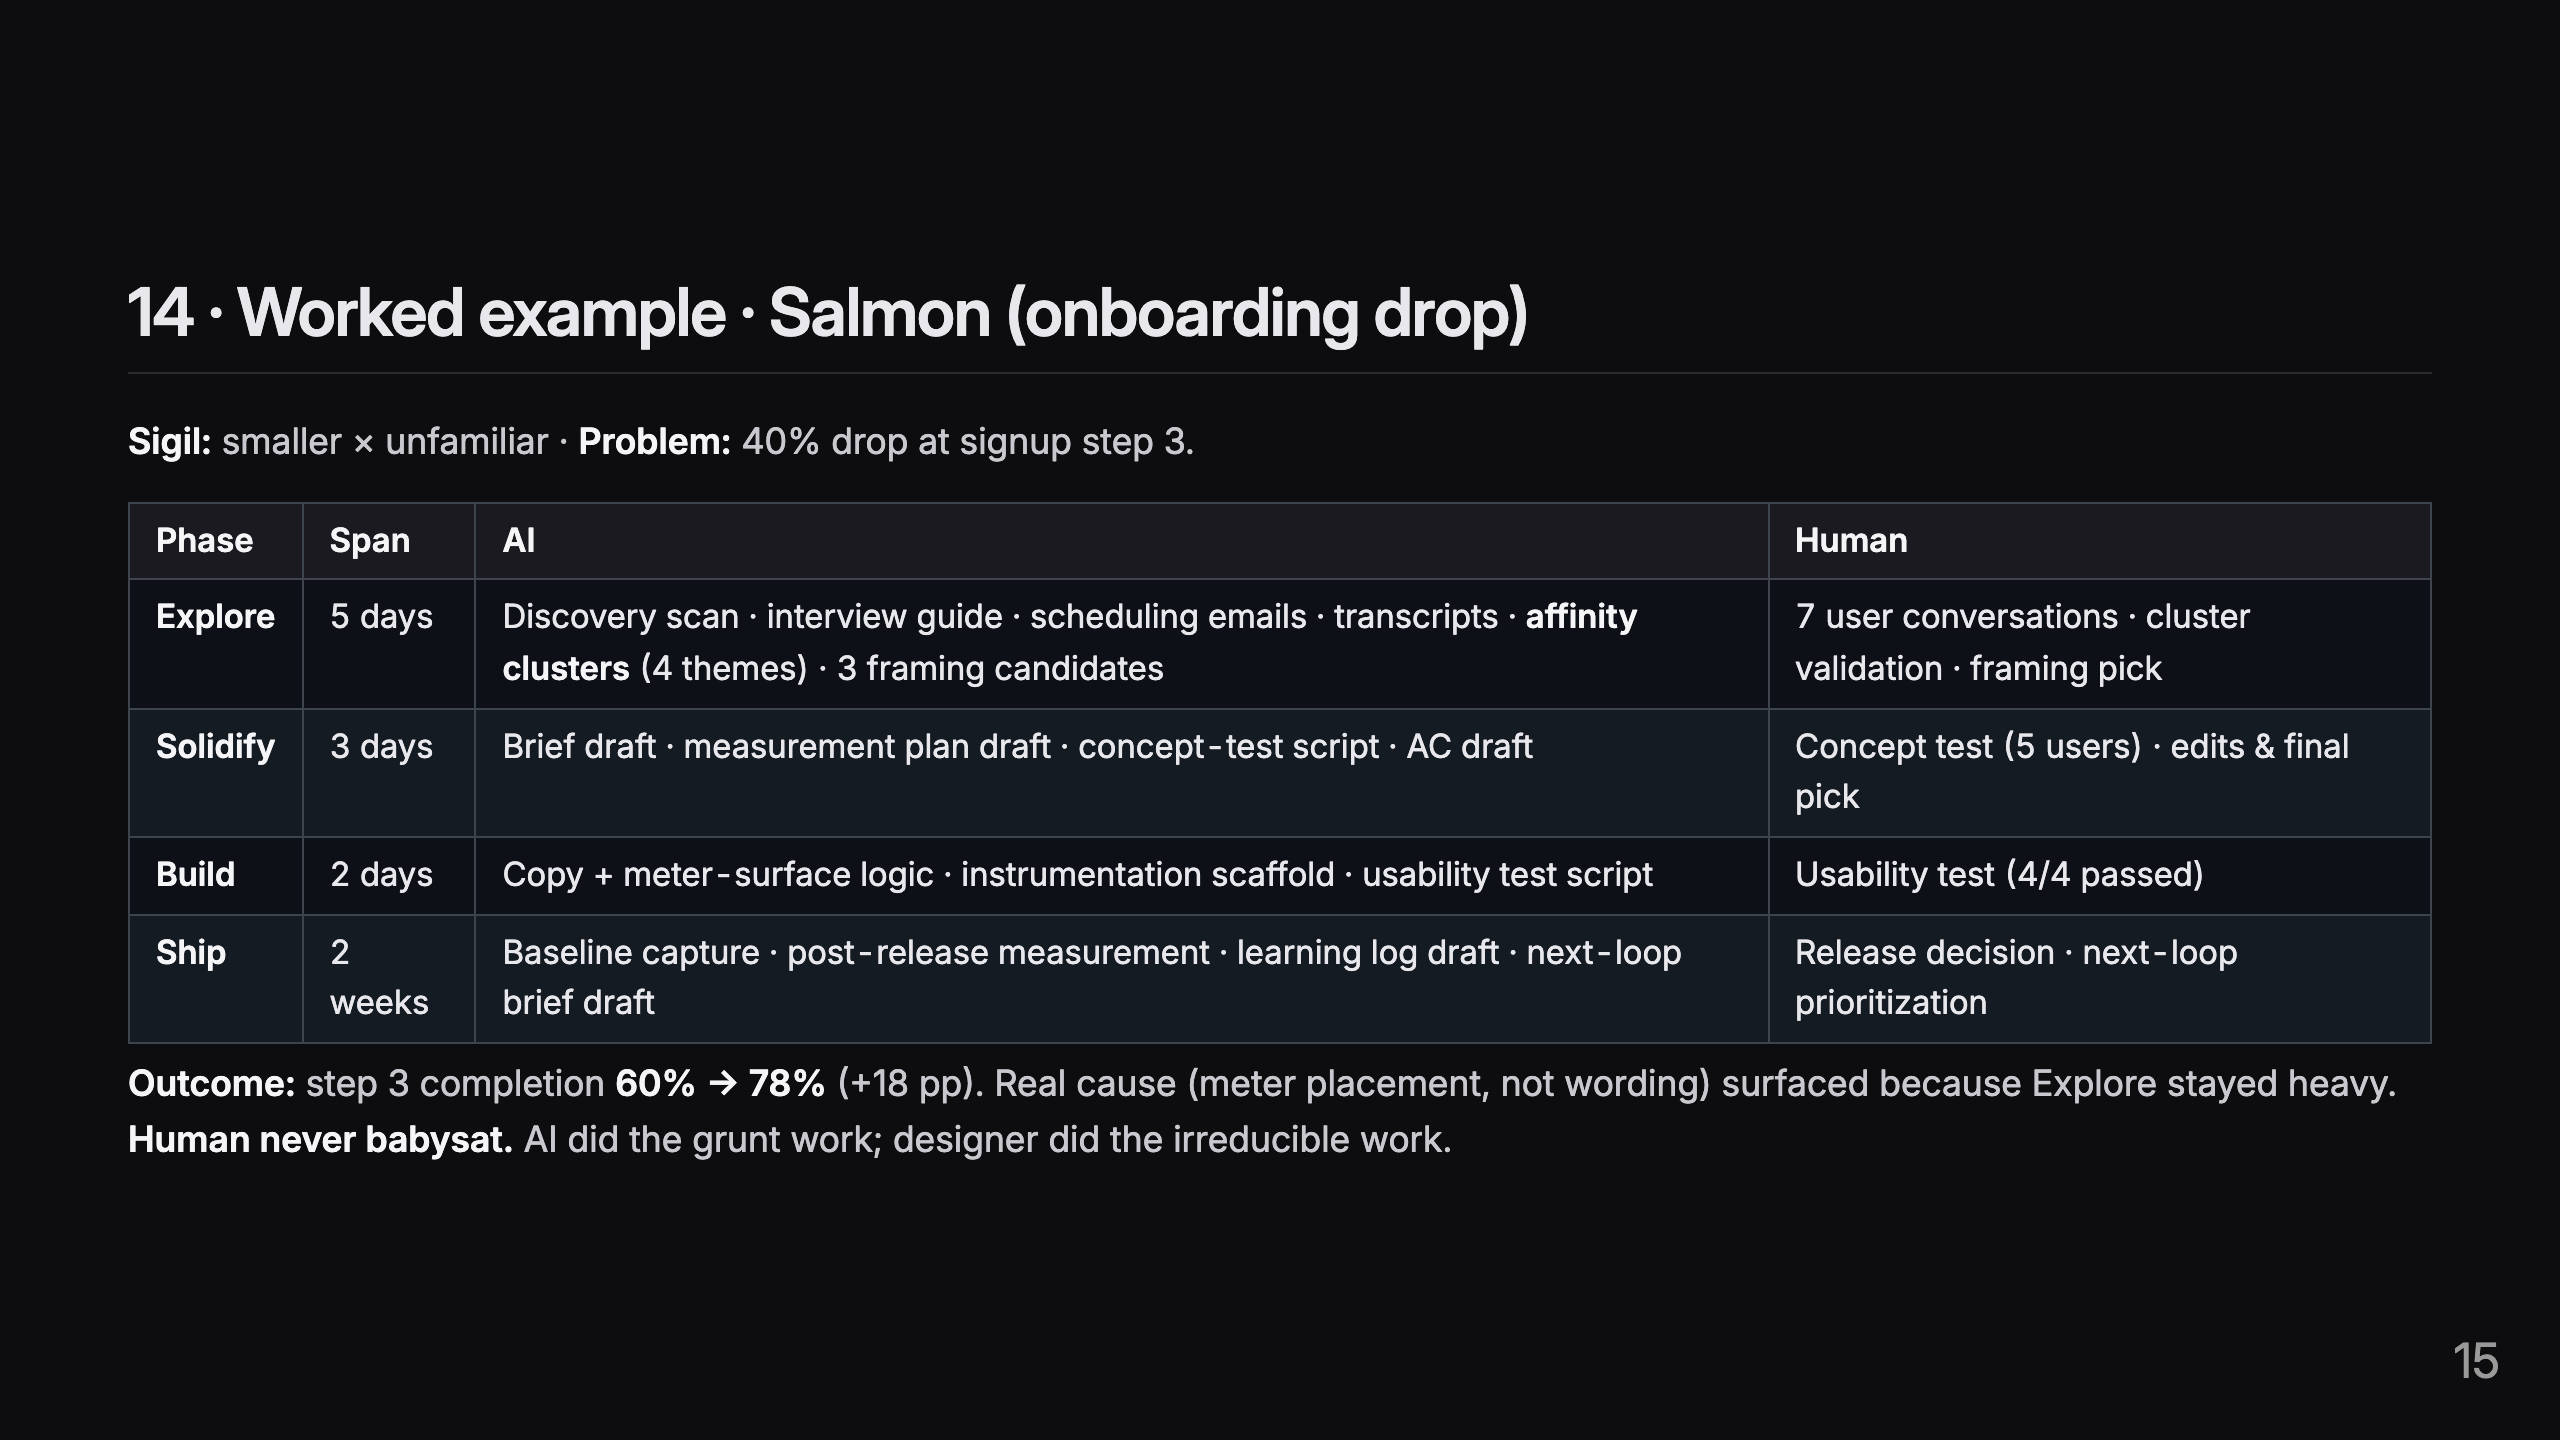 14 · Worked example · Salmon (onboarding drop)
Sigil: smaller × unfamiliar · Problem: 40% drop at signup step 3.
Phase Span AI Human
Explore 5 days Discovery scan · interview guide · scheduling emails · transcripts · affinity
clusters (4 themes) · 3 framing candidates
7 user conversations · cluster
validation · framing pick
Solidify 3 days Brief draft · measurement plan draft · concept-test script · AC draft
Concept test (5 users) · edits & final
pick
Build 2 days Copy + meter-surface logic · instrumentation scaffold · usability test script
Usability test (4/4 passed)
Ship
2
weeks
Baseline capture · post-release measurement · learning log draft · next-loop
brief draft
Release decision · next-loop
prioritization
Outcome: step 3 completion 60% → 78% (+18 pp). Real cause (meter placement, not wording) surfaced because Explore stayed heavy.
Human never babysat. AI did the grunt work; designer did the irreducible work.
15